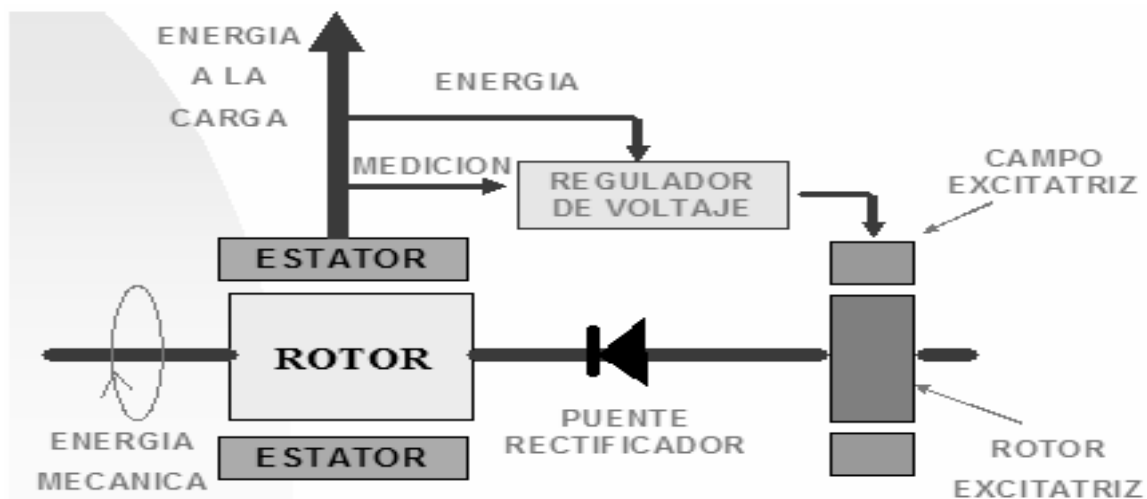 ENERGIA
A LA
CARGA
ENERGIA
MEDICION
REGULADOR
DE VOLTAJE
CAMPO
EXCITATRIZ
ESTATOR
ROTOR
ESTATOR
PUENTE
RECTIFICADOR
ENERGIA
MECANICA
ROTOR
EXCITATRIZ